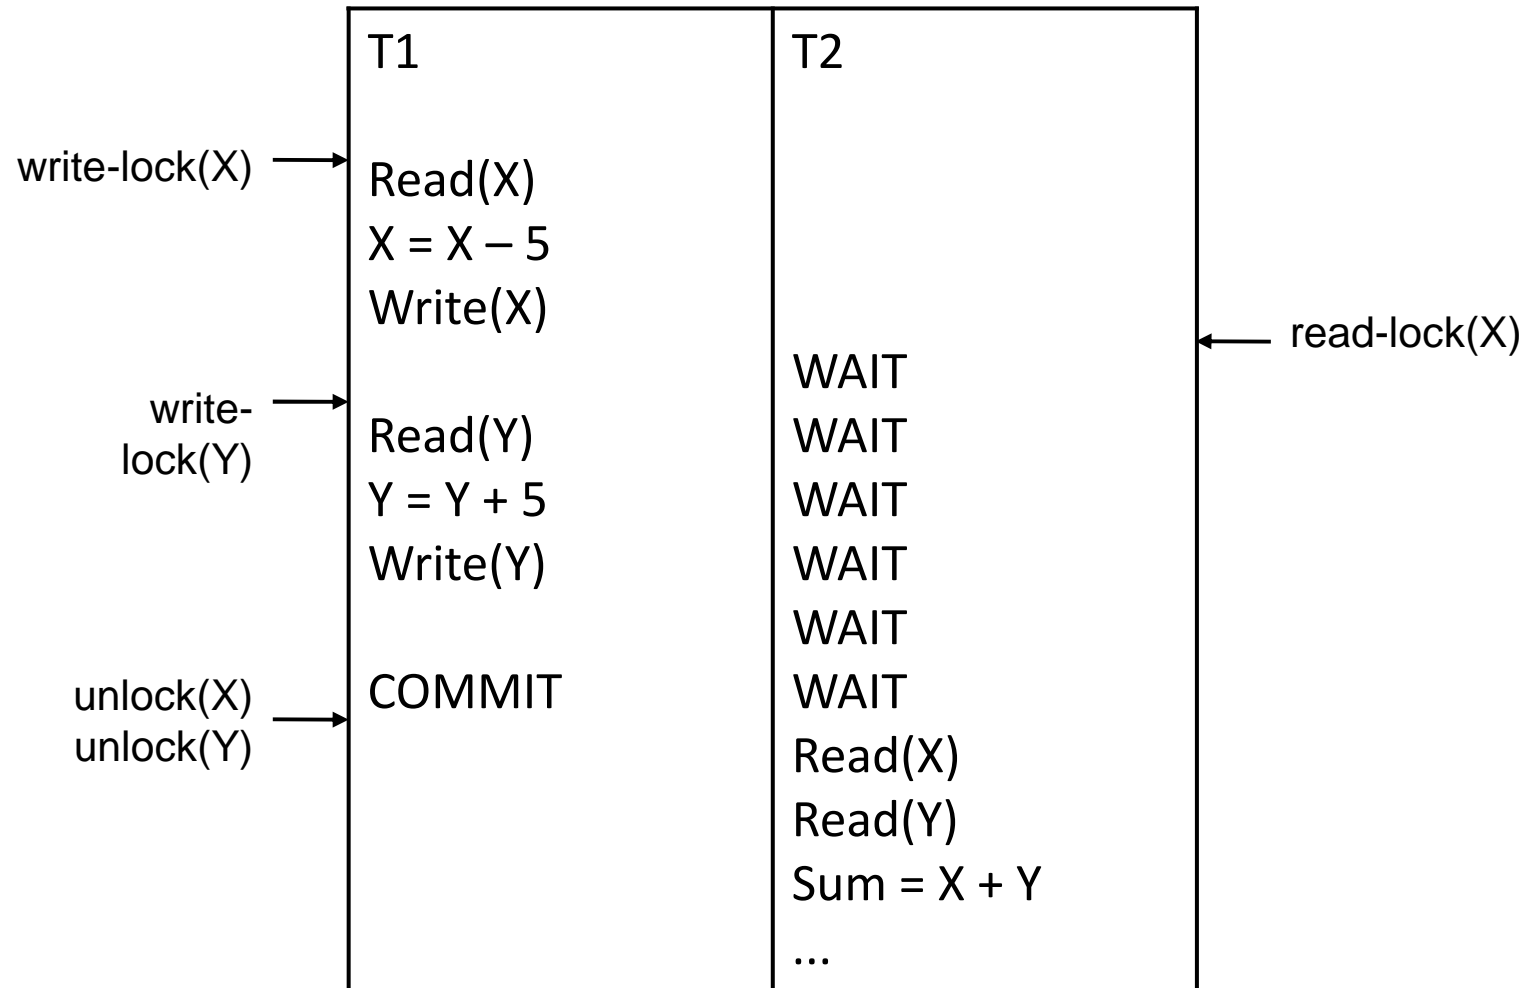 T1
T2
write-lock(X)
Read(X)
X = X – 5
Write(X)
read-lock(X)
WAIT
write-
lock(Y)
Read(Y)
WAIT
Y = Y + 5
WAIT
Write(Y)
WAIT
WAIT
unlock(X)
unlock(Y)
COMMIT
WAIT
Read(X)
Read(Y)
Sum = X + Y
...